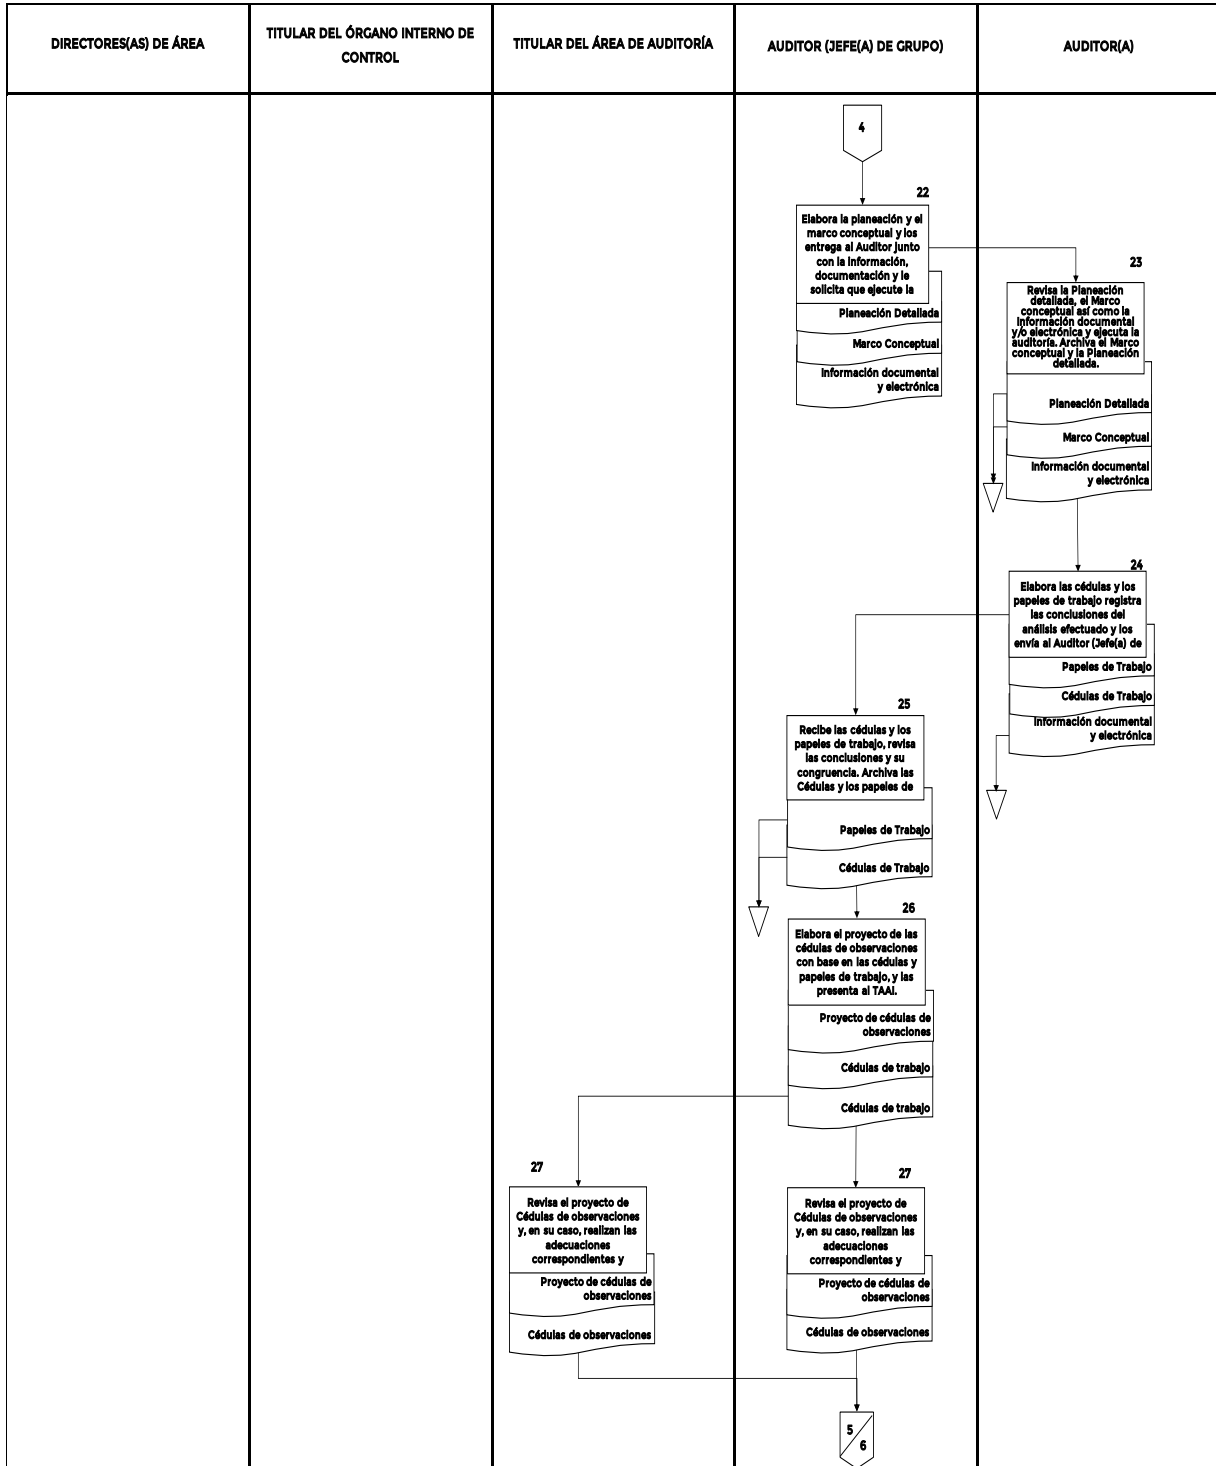 DIRECTORES(AS) DE ÁREA
TITULAR DEL ÓRGANO INTERNO DE
CONTROL
TITULAR DEL ÁREA DE AUDITORÍA
AUDITOR (JEFE(A) DE GRUPO)
AUDITOR(A)
4
22
Elabora la planeación y el
marco conceptual y los
entrega al Auditor junto
con la información,
documentación y le
solicita que ejecute la
Planeación Detallada
Marco Conceptual
Información documental
y electrónica
23
Revisa la Planeación
detallada, el Marco
conceptual así como la
Información documental
y/o electrónica y ejecuta la
auditoría. Archiva el Marco
conceptual y la Planeación
detallada.
Planeación Detallada
Marco Conceptual
Información documental
y electrónica
24
Elabora las cédulas y los
papeles de trabajo registra
las conclusiones del
análisis efectuado y los
envía al Auditor (Jefe(a) de
Papeles de Trabajo
Cédulas de Trabajo
Información documental
y electrónica
25
Recibe las cédulas y los
papeles de trabajo, revisa
las conclusiones y su
congruencia. Archiva las
Cédulas y los papeles de
Papeles de Trabajo
Cédulas de Trabajo
26
Elabora el proyecto de las
cédulas de observaciones
con base en las cédulas y
papeles de trabajo, y las
presenta al TAAI.
Proyecto de cédulas de
observaciones
Cédulas de trabajo
Cédulas de trabajo
27
Revisa el proyecto de
Cédulas de observaciones
y, en su caso, realizan las
adecuaciones
correspondientes y
Proyecto de cédulas de
observaciones
Cédulas de observaciones
27
Revisa el proyecto de
Cédulas de observaciones
y, en su caso, realizan las
adecuaciones
correspondientes y
Proyecto de cédulas de
observaciones
Cédulas de observaciones
5
6